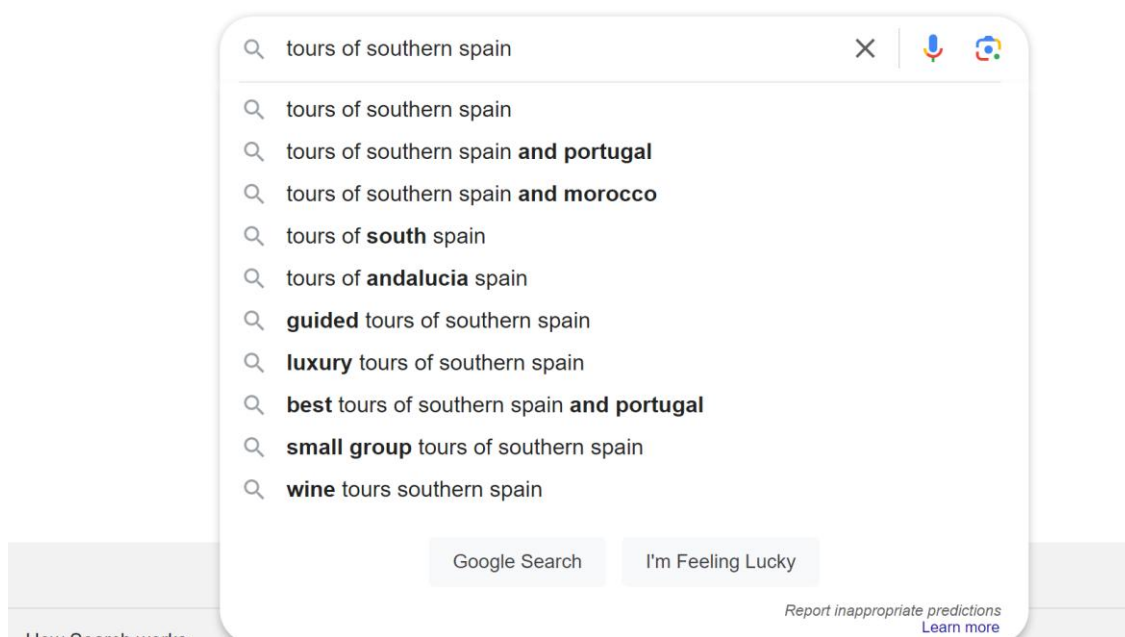 tours of southern spain
tours of southern spain
tours of southern spain and portugal
tours of southern spain and morocco
tours of south spain
tours of andalucia spain
guided tours of southern spain
luxury tours of southern spain
best tours of southern spain and portugal
small group tours of southern spain
wine tours southern spain
Google Search I'm Feeling Lucky
Report inappropriate predictions
Learn more
How Search works